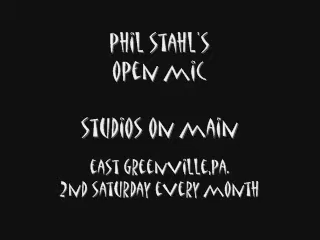 PHIL STAHL'S
OPEN MIC
STUDIOS ON MAIN
EAST GREENVILLE,PA.
2ND SATURDAY EVERY MONTH